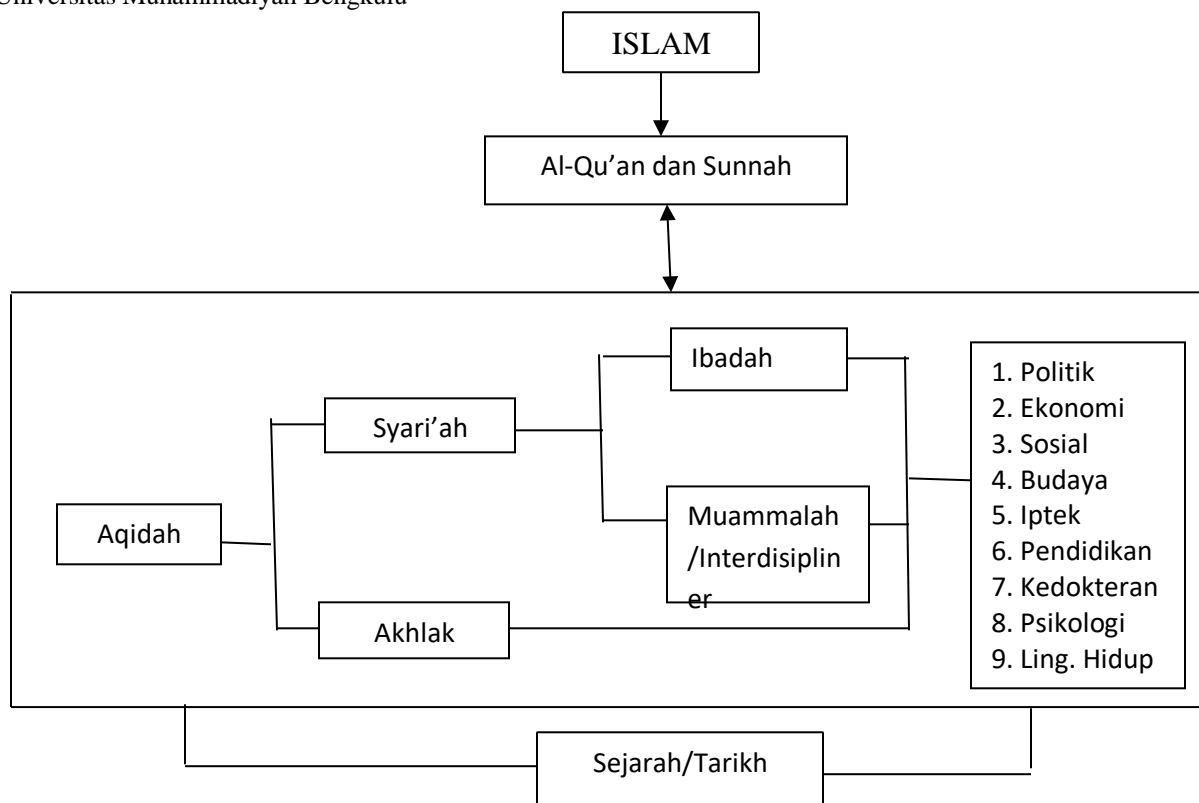 Universitas Muhammadiyah Bengkulu
ISLAM
Al-Qu’an dan Sunnah
Ibadah
Syari’ah
Aqidah
Muammalah
/Interdisiplin
er
Akhlak
1. Politik
2. Ekonomi
3. Sosial
4. Budaya
5. Iptek
6. Pendidikan
7. Kedokteran
8. Psikologi
9. Ling. Hidup
Sejarah/Tarikh